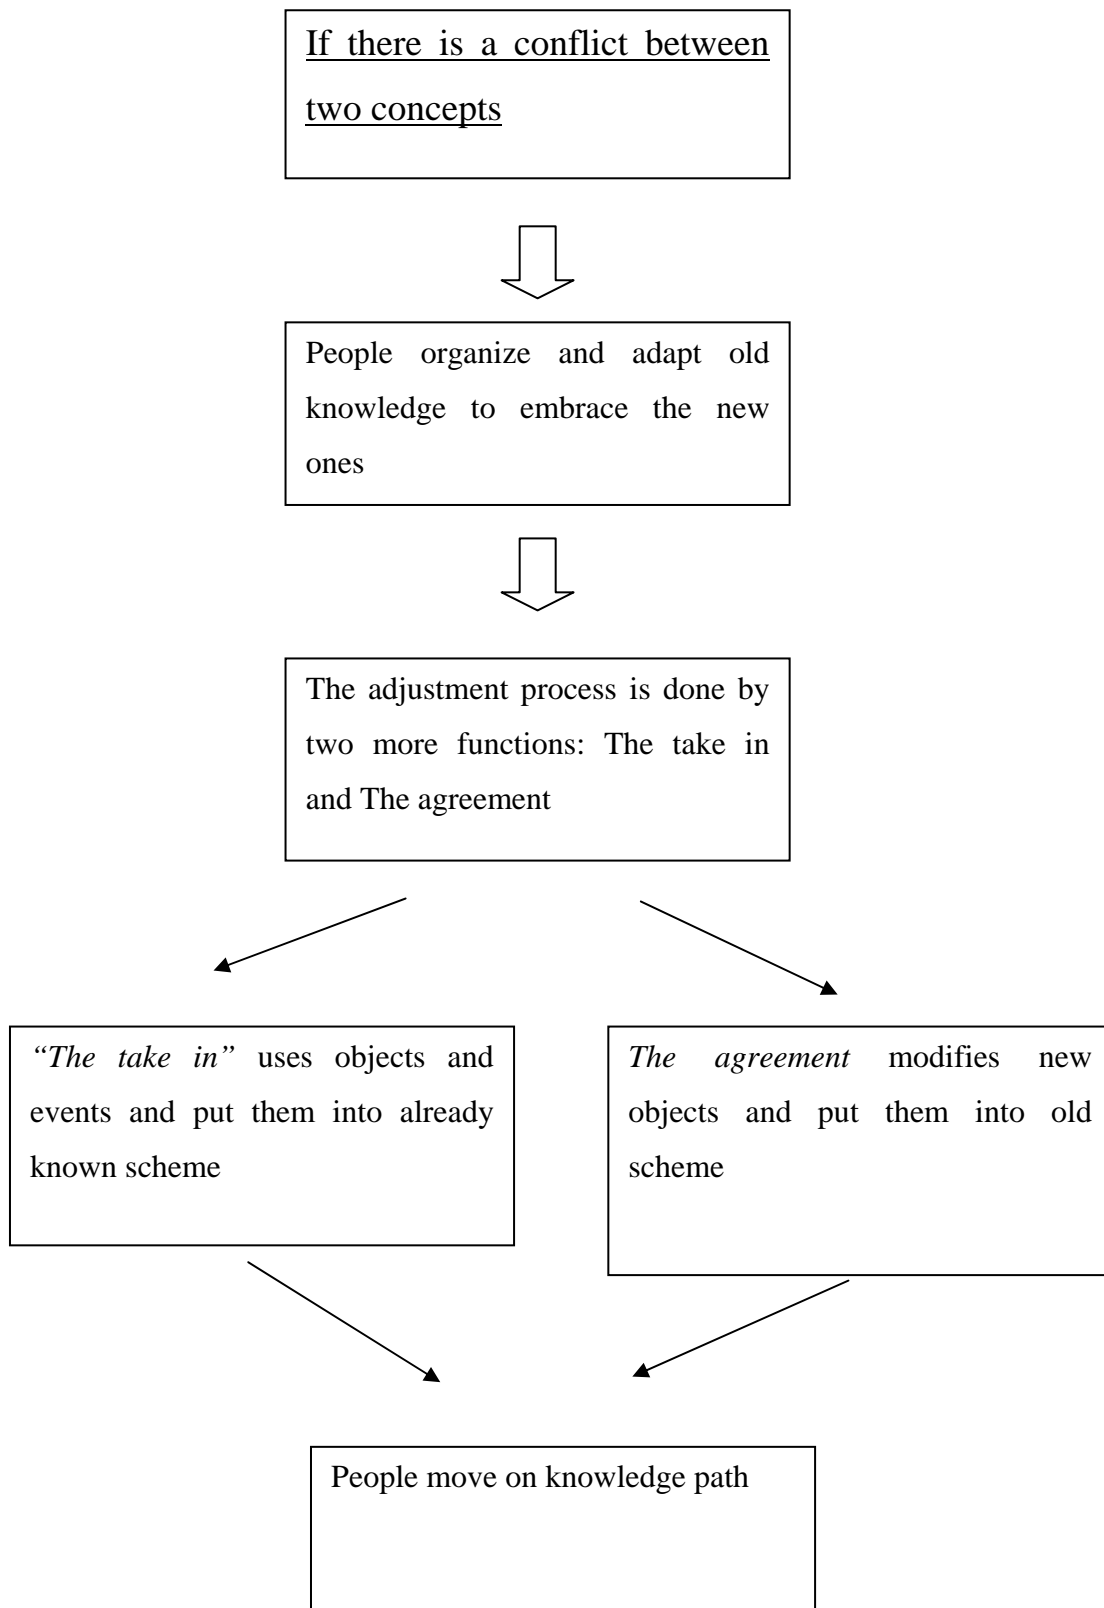 If there is a conflict between
two concepts
People organize and adapt old
knowledge to embrace the new
ones
The adjustment process is done by
two more functions: The take in
and The agreement
“The take in” uses objects and
events and put them into already
known scheme
The agreement modifies new
objects and put them into old
scheme
People move on knowledge path